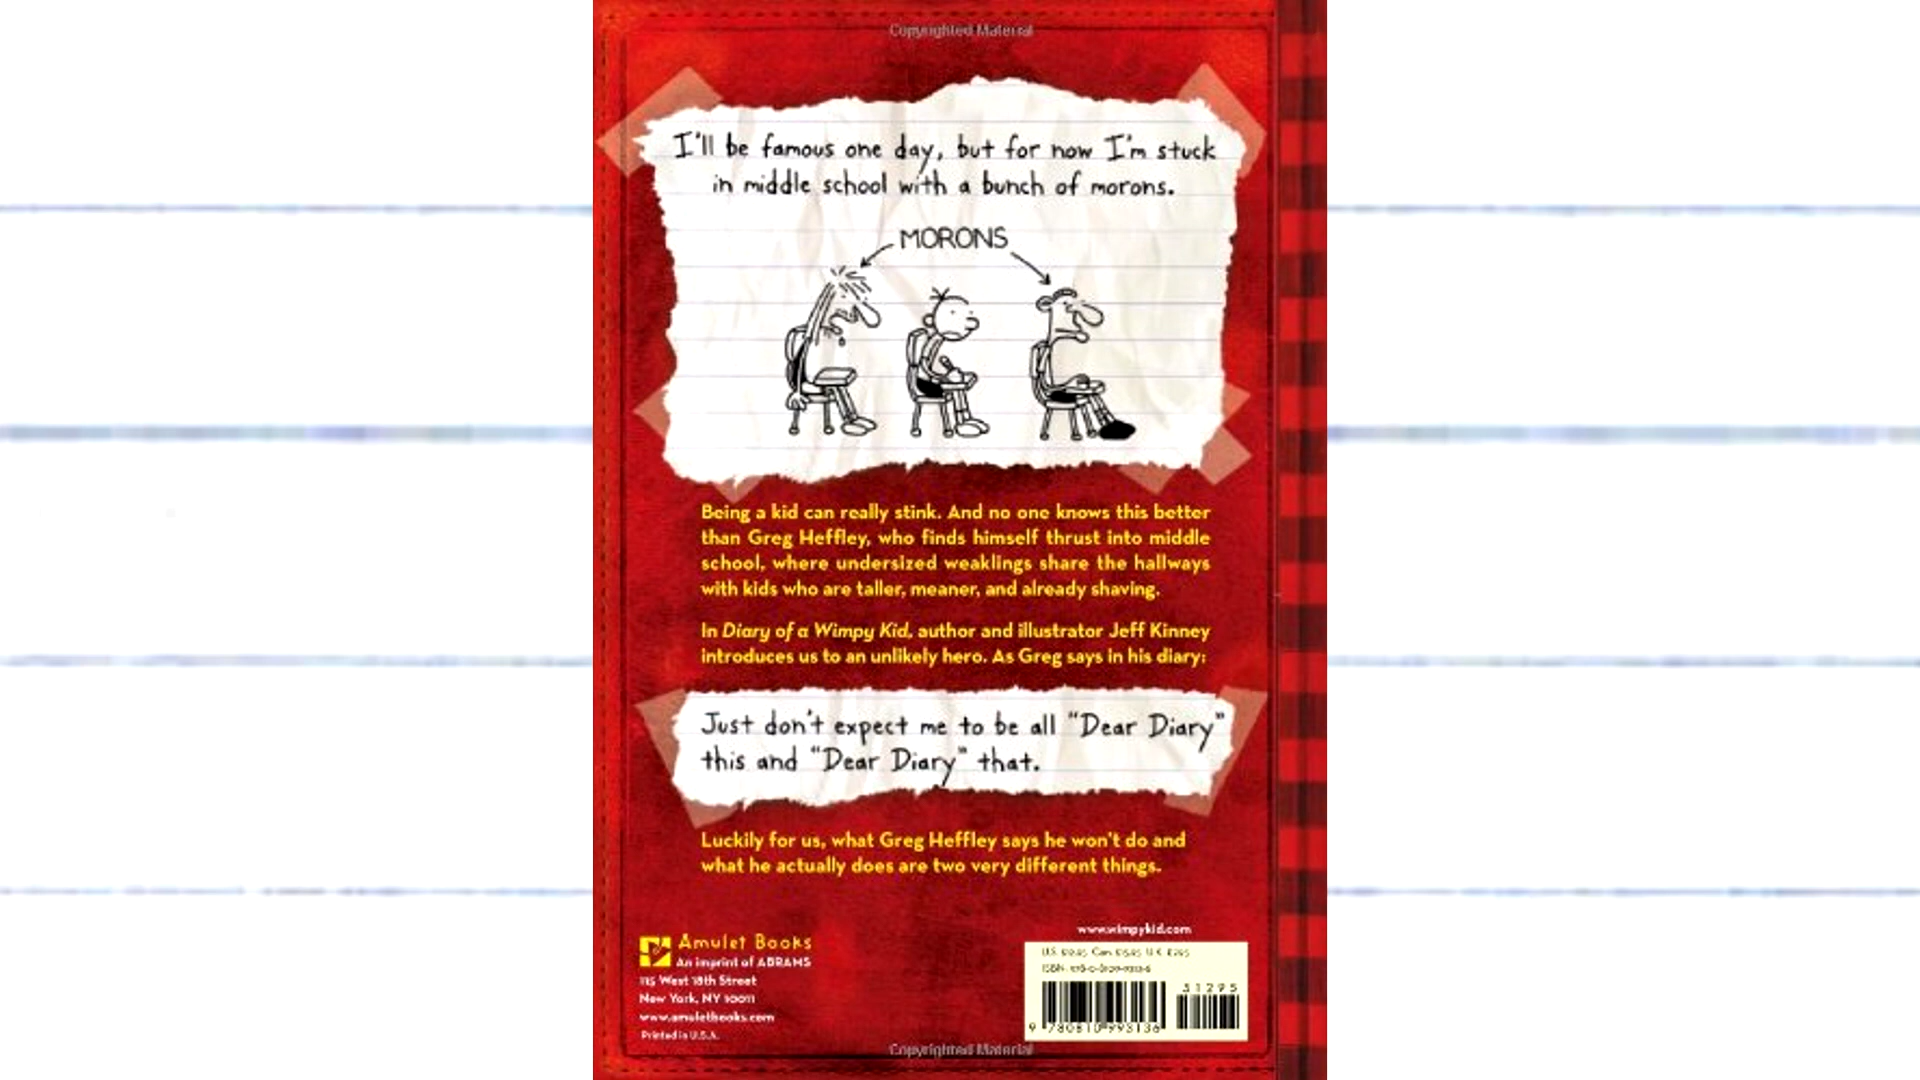 Copyrighted Material
I'll be famous one day, but for now I'm stuck
in middle school with a bunch of morons.
MORONS
Being a kid can really stink. And no one knows this better
than Greg Heffley, who finds himself thrust into middle
school, where undersized weaklings share the hallways
with kids who are taller, meaner, and already shaving.
In Diary of a Wimpy Kid, author and illustrator Jeff Kinney
introduces us to an unlikely hero. As Greg says in his diary:
Just don't expect me to be all "Dear Diary"
this and "Dear Diary" that.
Luckily for us, what Greg Heffley says he won't do and
what he actually does are two very different things.
Amulet Books
An imprint of ABRAMS
115 West 18th Street
New York, NY 10011
www.amuletbooks.com
Printed in U.S.A.
www.wimpykid.com
U.S. Can. U.K.
ISBN
51295
9 780810 993136
Copyrighted Material